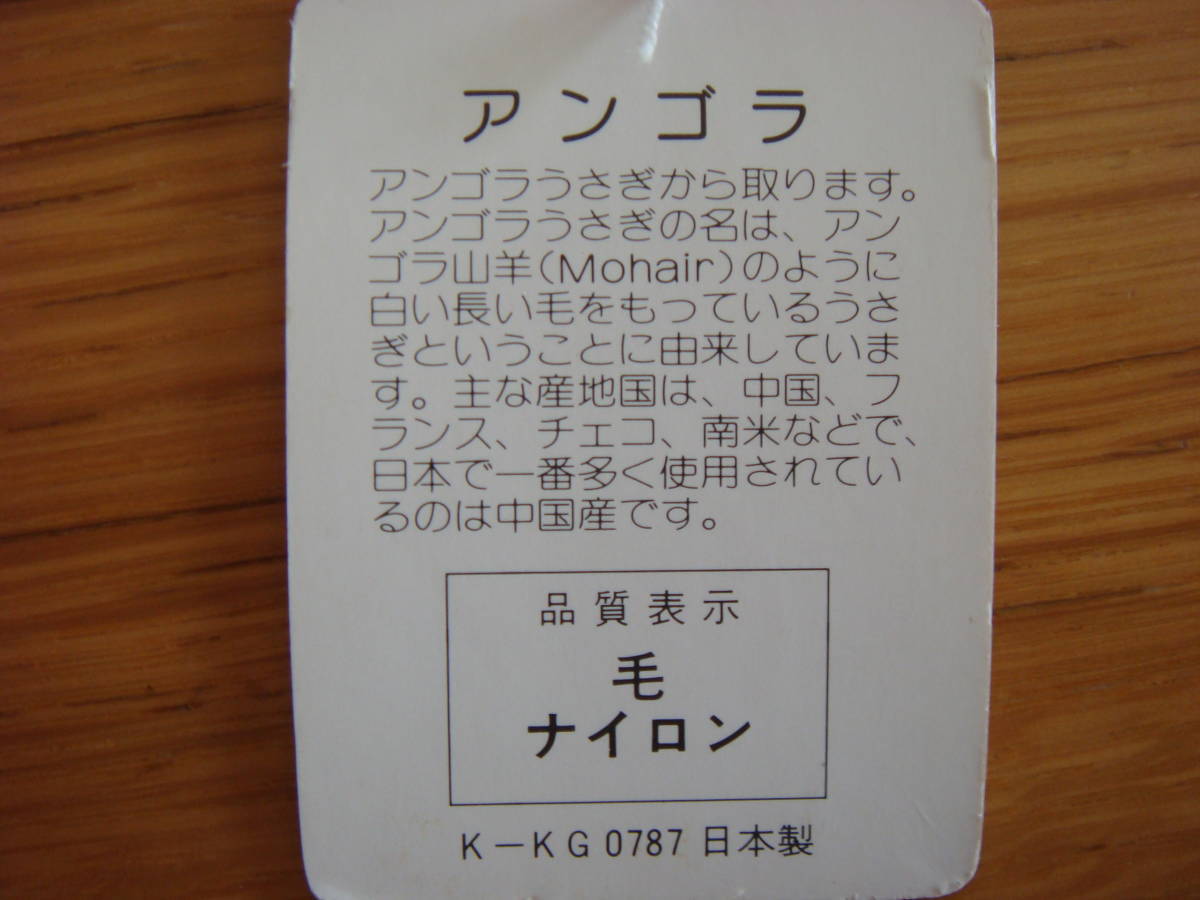 アンゴラ
アンゴラうさぎから取ります。
アンゴラうさぎの名は、アン
ゴラ山羊(Mohair)のように
白い長い毛をもっているうさ
ぎということに由来していま
す。主な産地国は、中国、フ
ランス、チェコ、南米などで、
日本で一番多く使用されてい
るのは中国産です。
品質表示
毛
ナイロン
K－KG0787 日本製